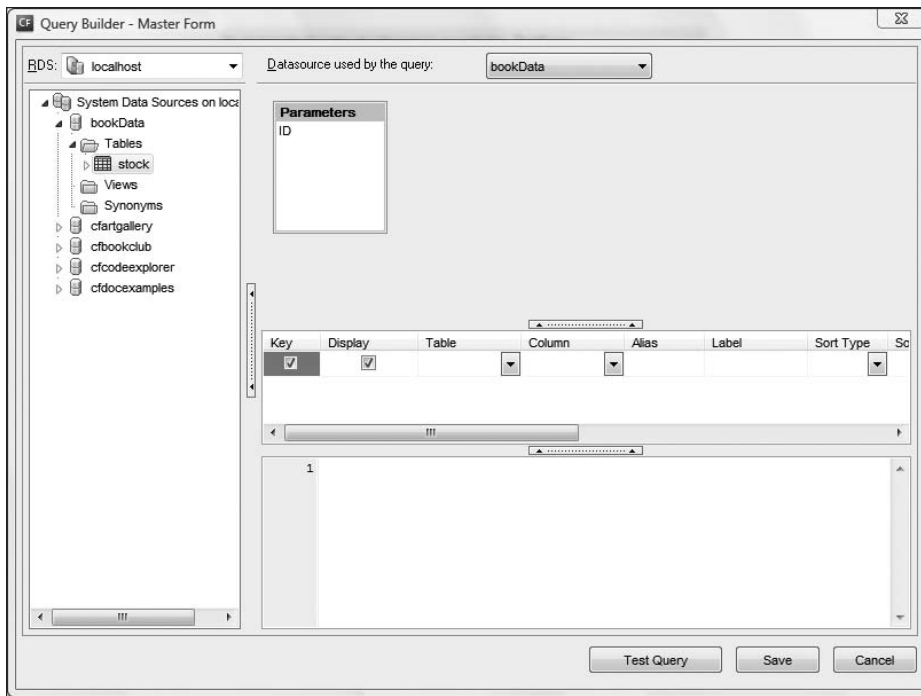 CF Query Builder - Master Form
RDS: localhost
Datasource used by the query: bookData
System Data Sources on loca
bookData
Tables
stock
Views
Synonyms
cfartgallery
cfbookclub
cfcodeexplorer
cfdocexamples
Parameters
ID
Key Display Table Column Alias Label Sort Type So
1
Test Query Save Cancel